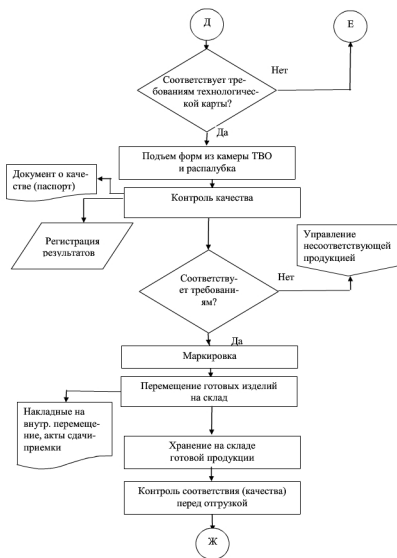 Д
Е
Соответствует тре-
бованиям технологичес-
кой карты?
Нет
Да
Подъем форм из камеры ТВО
и распалубка
Документ о каче-
стве (паспорт)
Контроль качества
Регистрация
результатов
Управление
несоответствующей
продукцией
Соответству-
ет требовани-
ям?
Нет
Да
Маркировка
Перемещение готовых изделий
на склад
Накладные на
внутр. перемеще-
ние, акты сдачи-
приемки
Хранение на складе
готовой продукции
Контроль соответствия (качества)
перед отгрузкой
Ж